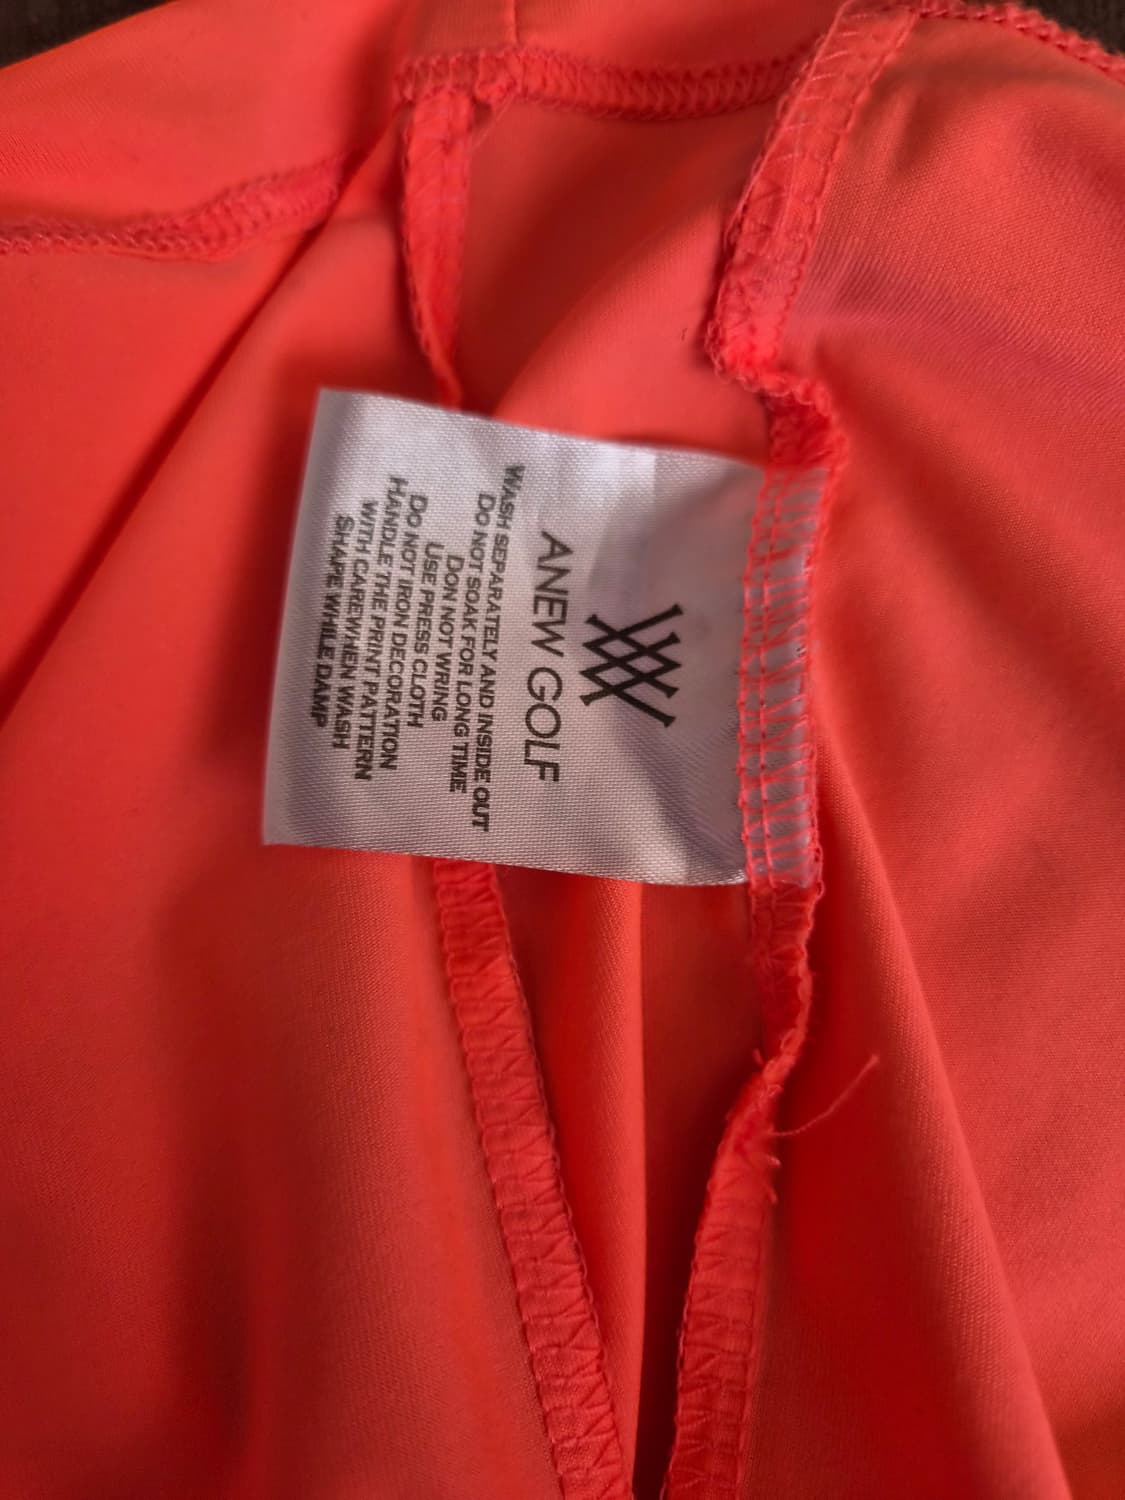 ANEW GOLF
WASH SEPARATELY AND INSIDE OUT
DO NOT SOAK FOR LONG TIME
DON NOT WRING
USE PRESS CLOTH
DO NOT IRON DECORATION
HANDLE THE PRINT PATTERN
WITH CAREWHEN WASH
SHAPE WHILE DAMP